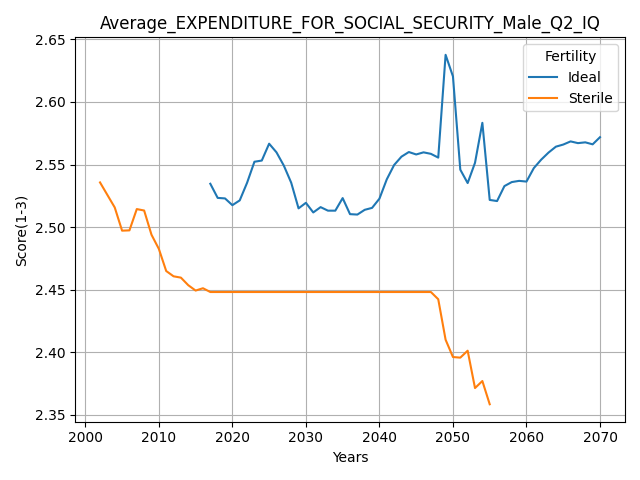 Average_EXPENDITURE_FOR_SOCIAL_SECURITY_Male_Q2_IQ
2.65
2.60
2.55
2.50
2.45
2.40
2.35
Score(1-3)
Fertility
Ideal
Sterile
2000 2010 2020 2030 2040 2050 2060 2070
Years